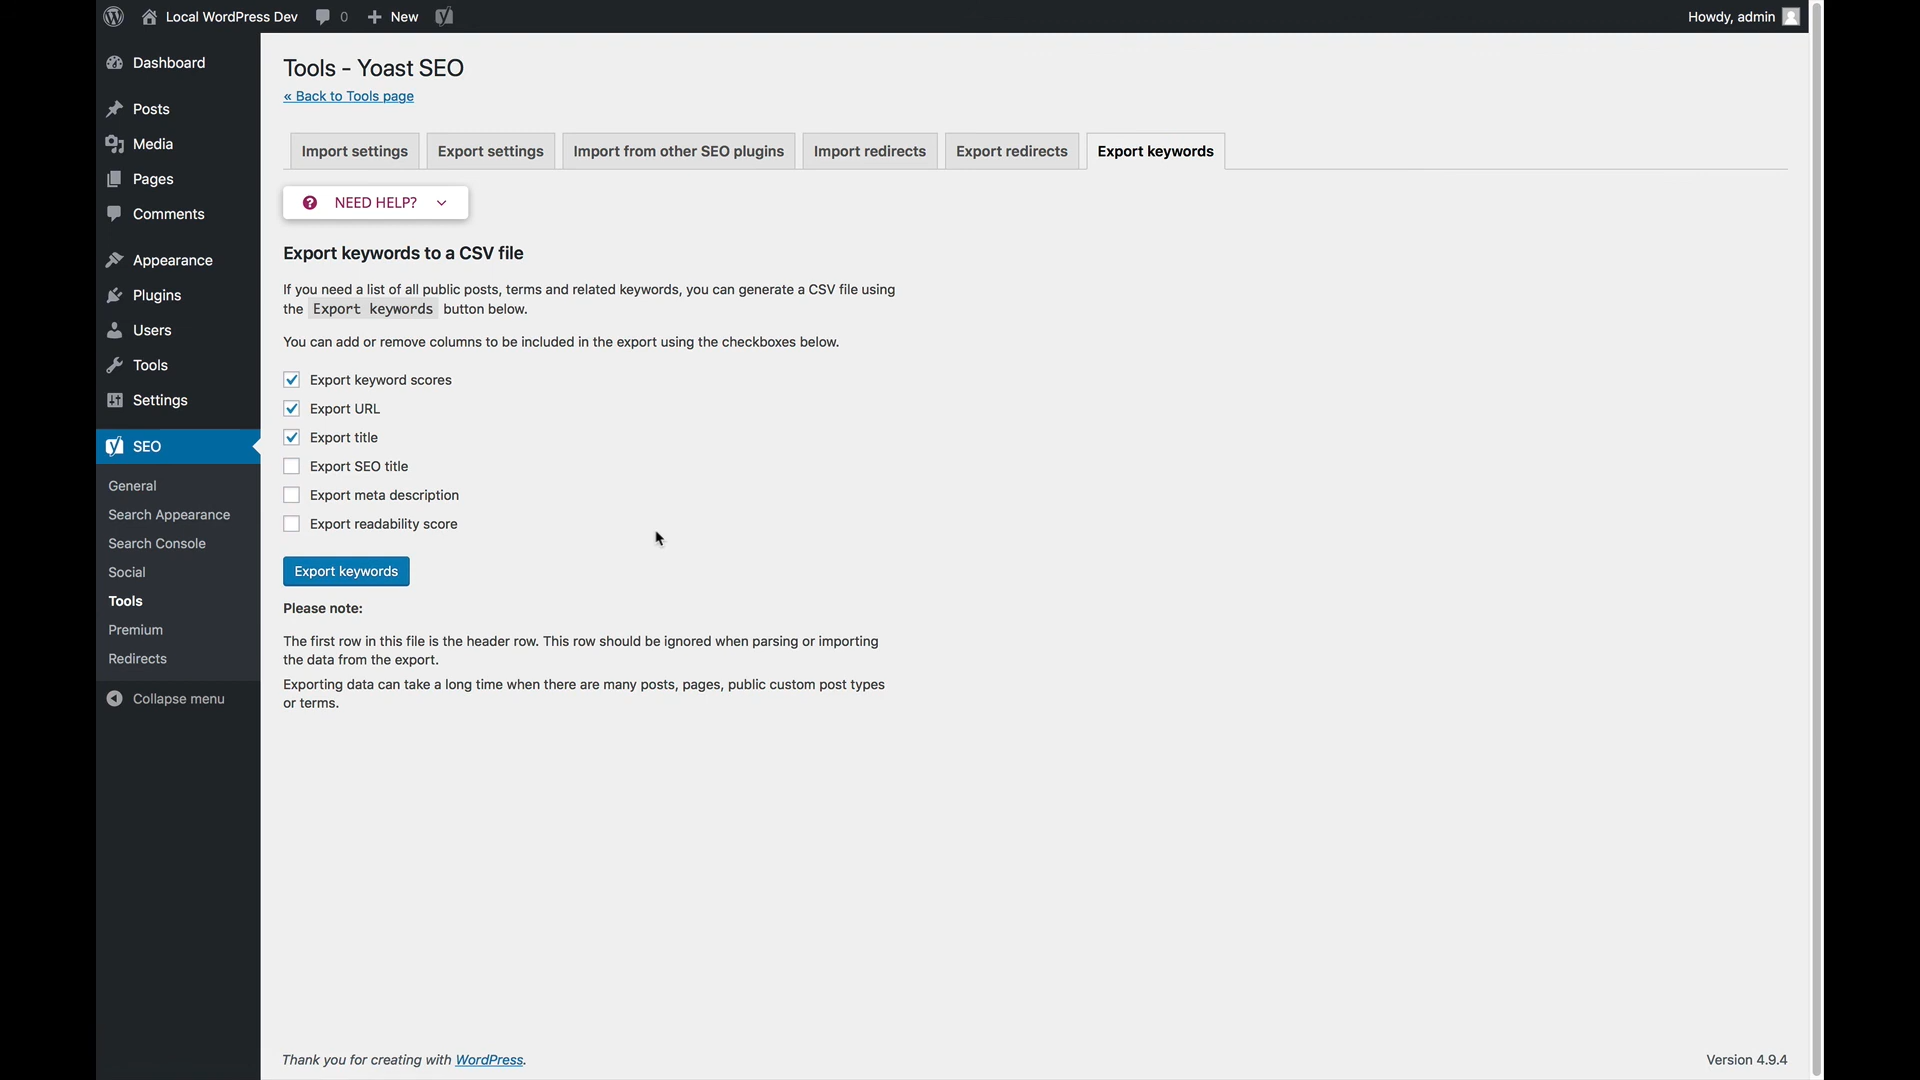 Local WordPress Dev 0 New Howdy, admin
Dashboard
Posts
Media
Pages
Comments
Appearance
Plugins
Users
Tools
Settings
SEO
General
Search Appearance
Search Console
Social
Tools
Premium
Redirects
Collapse menu
Tools - Yoast SEO
« Back to Tools page
Import settings Export settings Import from other SEO plugins Import redirects Export redirects Export keywords
? NEED HELP?
Export keywords to a CSV file
If you need a list of all public posts, terms and related keywords, you can generate a CSV file using
the Export keywords button below.
You can add or remove columns to be included in the export using the checkboxes below.
Export keyword scores
Export URL
Export title
Export SEO title
Export meta description
Export readability score
Export keywords
Please note:
The first row in this file is the header row. This row should be ignored when parsing or importing
the data from the export.
Exporting data can take a long time when there are many posts, pages, public custom post types
or terms.
Thank you for creating with WordPress. Version 4.9.4